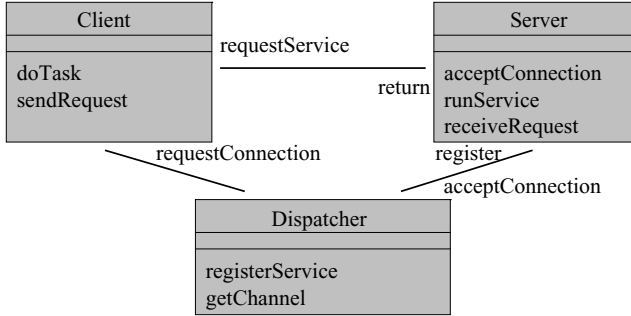 Client
Server
requestService
doTask
sendRequest
return
acceptConnection
runService
receiveRequest
requestConnection
register
acceptConnection
Dispatcher
registerService
getChannel